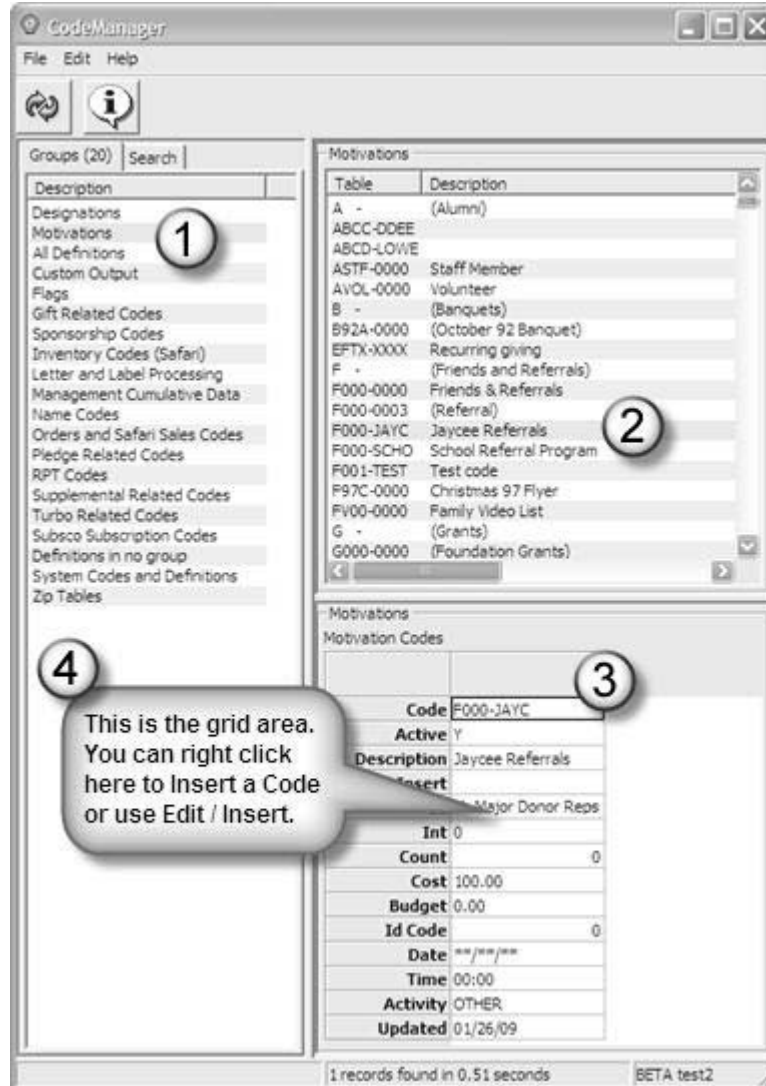 CodeManager
File Edit Help
Groups (20) Search
Description
Designations
Motivations
All Definitions
Custom Output
Flags
Gift Related Codes
Sponsorship Codes
Inventory Codes (Safari)
Letter and Label Processing
Management Cumulative Data
Name Codes
Orders and Safari Sales Codes
Pledge Related Codes
RPT Codes
Supplemental Related Codes
Turbo Related Codes
Subsco Subscription Codes
Definitions in no group
System Codes and Definitions
Zip Tables
1
Motivations
Table Description
A - (Alumni)
ABCC-DDEE
ABCD-LOWE
ASTF-0000 Staff Member
AVOL-0000 Volunteer
B - (Banquets)
B92A-0000 (October 92 Banquet)
EFTX-XXXX Recurring giving
F - (Friends and Referrals)
F000-0000 Friends & Referrals
F000-0003 (Referral)
F000-JAYC Jaycee Referrals
F000-SCHO School Referral Program
F001-TEST Test code
F97C-0000 Christmas 97 Flyer
FV00-0000 Family Video List
G - (Grants)
G000-0000 (Foundation Grants)
2
4
This is the grid area.
You can right click
here to Insert a Code
or use Edit / Insert.
Motivations
Motivation Codes
3
Code F000-JAYC
Active Y
Description Jaycee Referrals
Insert
Major Donor Reps
Int 0
Count 0
Cost 100.00
Budget 0.00
Id Code 0
Date **/**/**
Time 00:00
Activity OTHER
Updated 01/26/09
1 records found in 0.51 seconds BETA test2